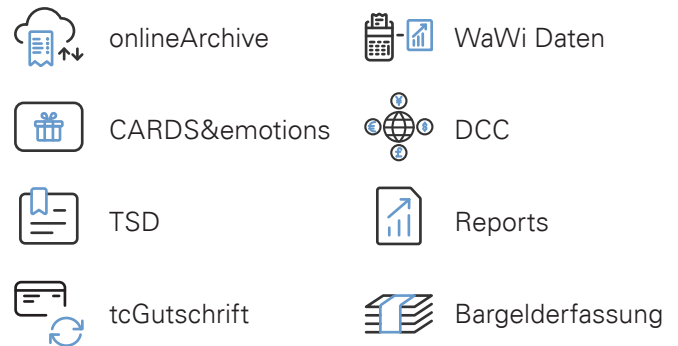 onlineArchive
WaWi Daten
CARDS&emotions
DCC
TSD
Reports
tcGutschrift
Bargelderfassung